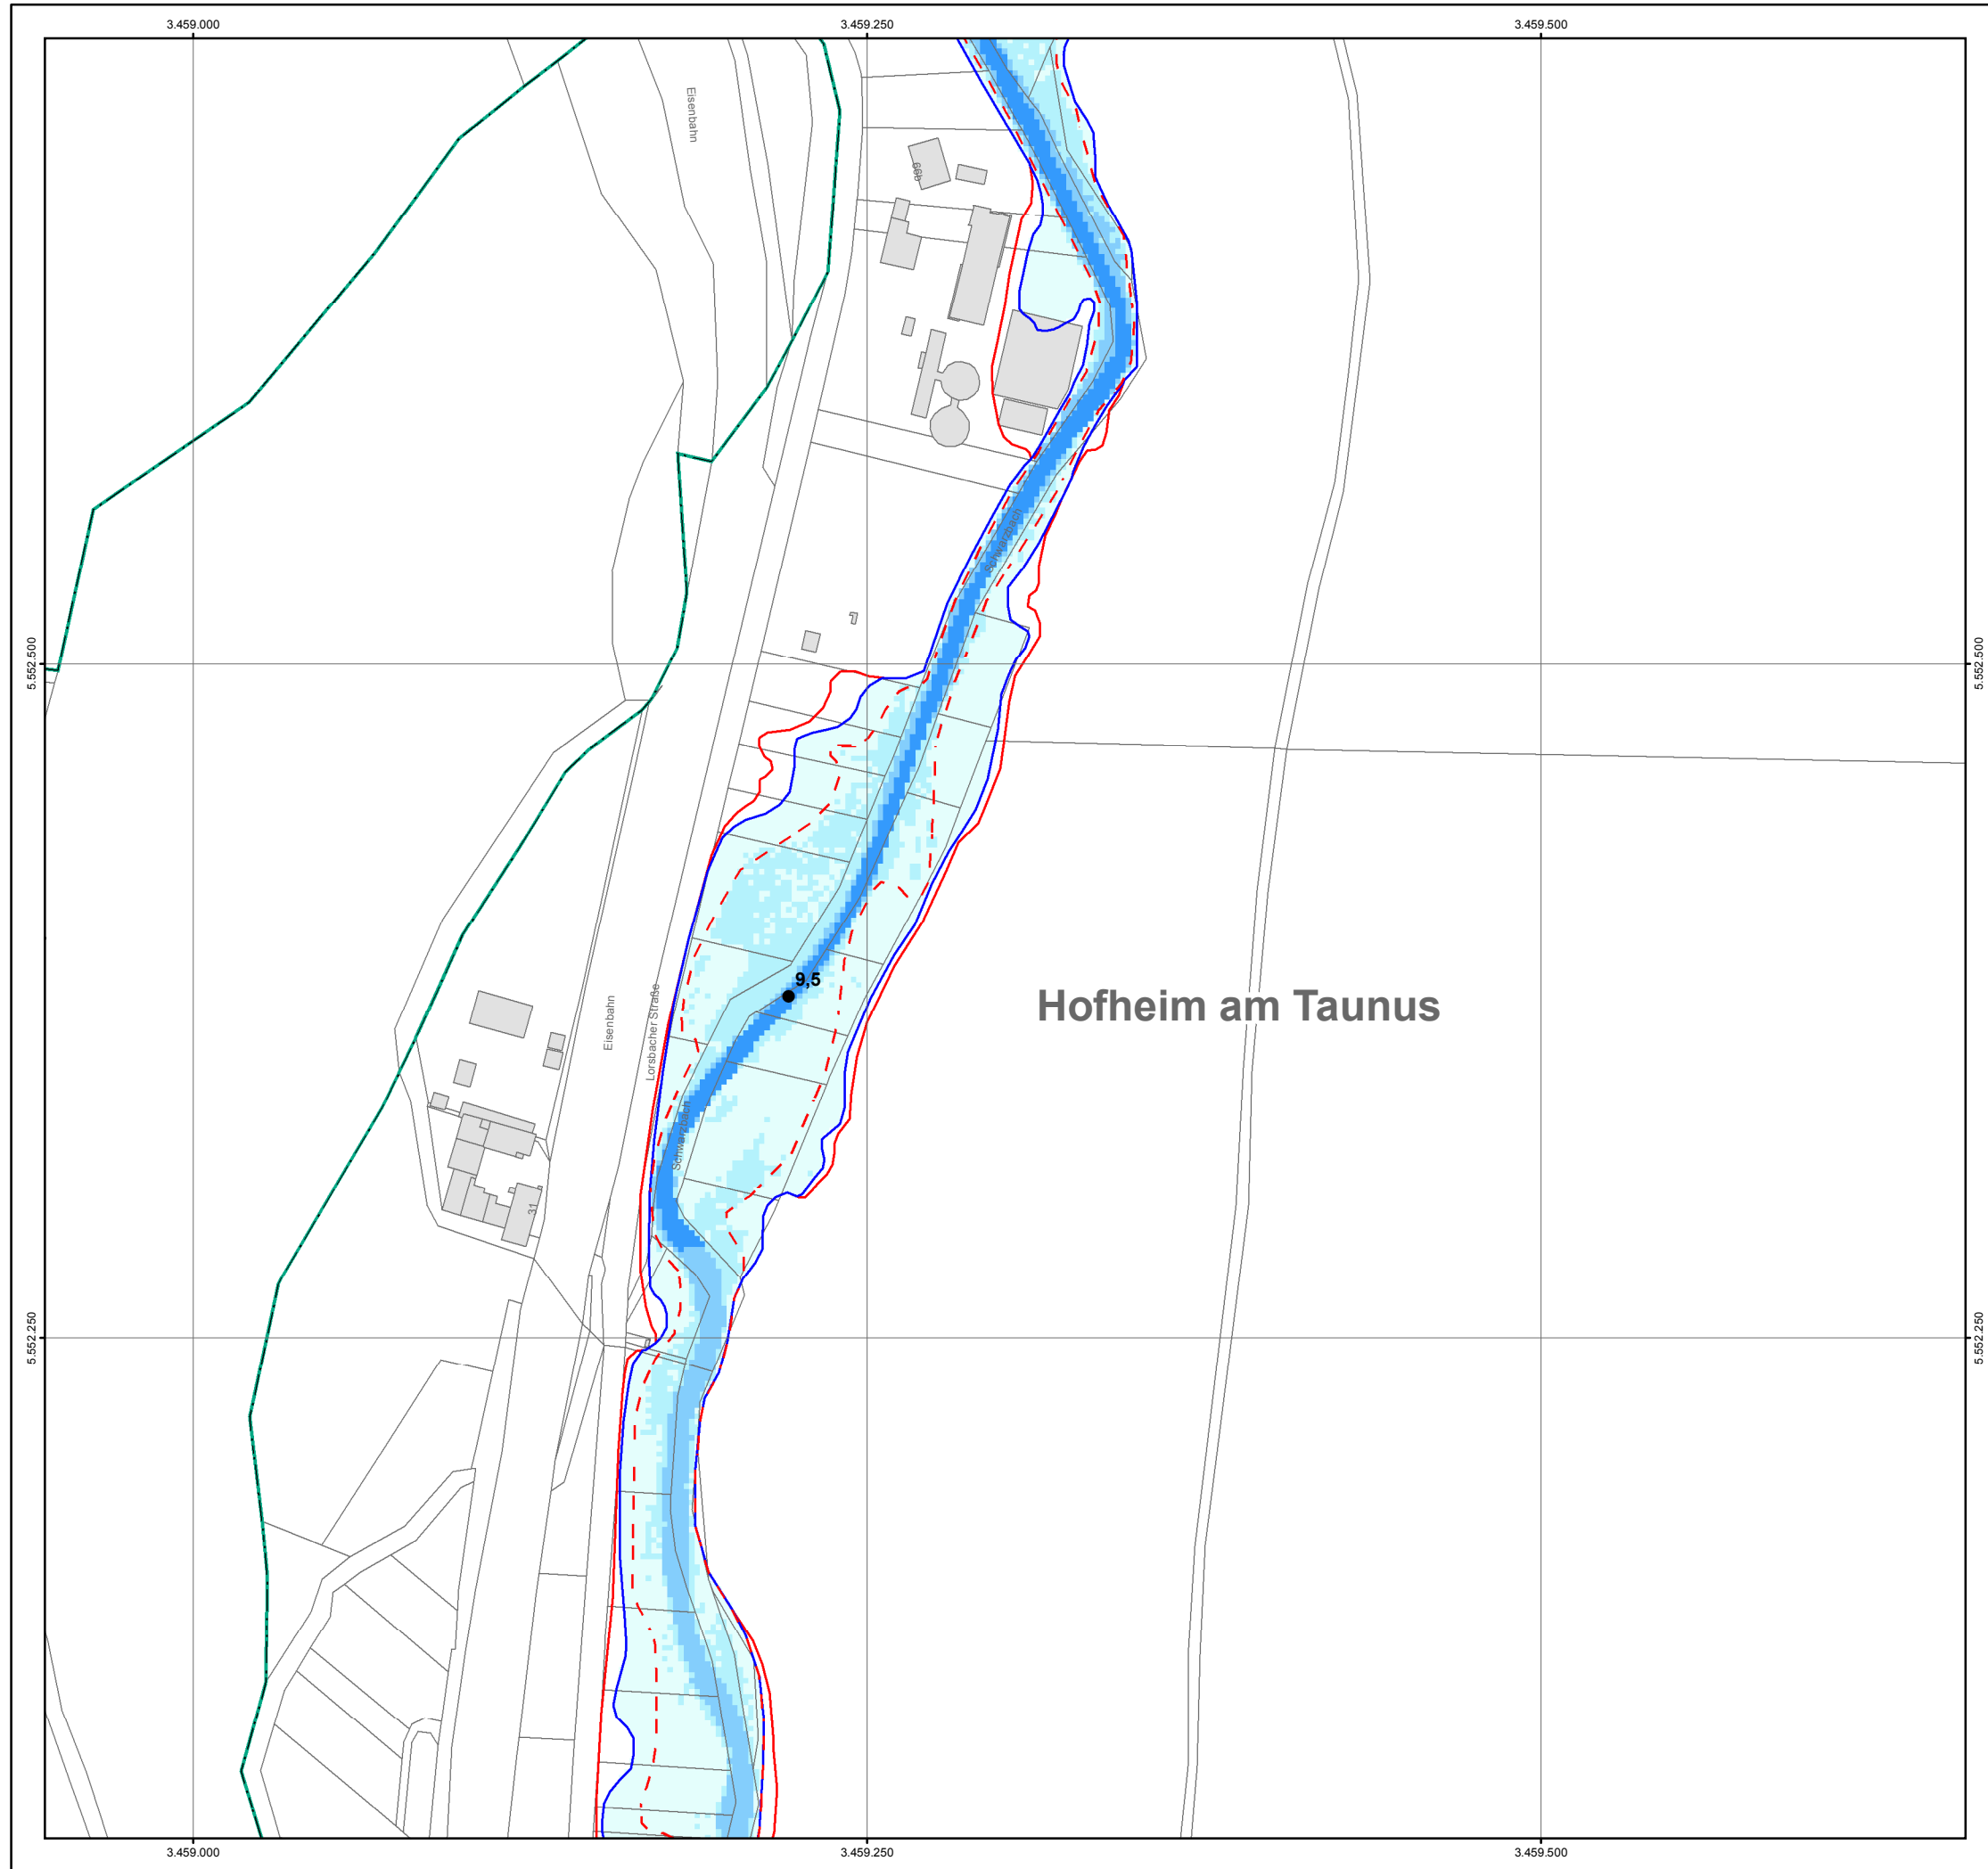 3.459.000
3.459.250
3.459.500
Eisenbahn
66b
Schwarzbach
5.552.500
5.552.500
9,5
Hofheim am Taunus
Eisenbahn
Lorsbacher Straße
Schwarzbach
31
5.552.250
5.552.250
3.459.000
3.459.250
3.459.500